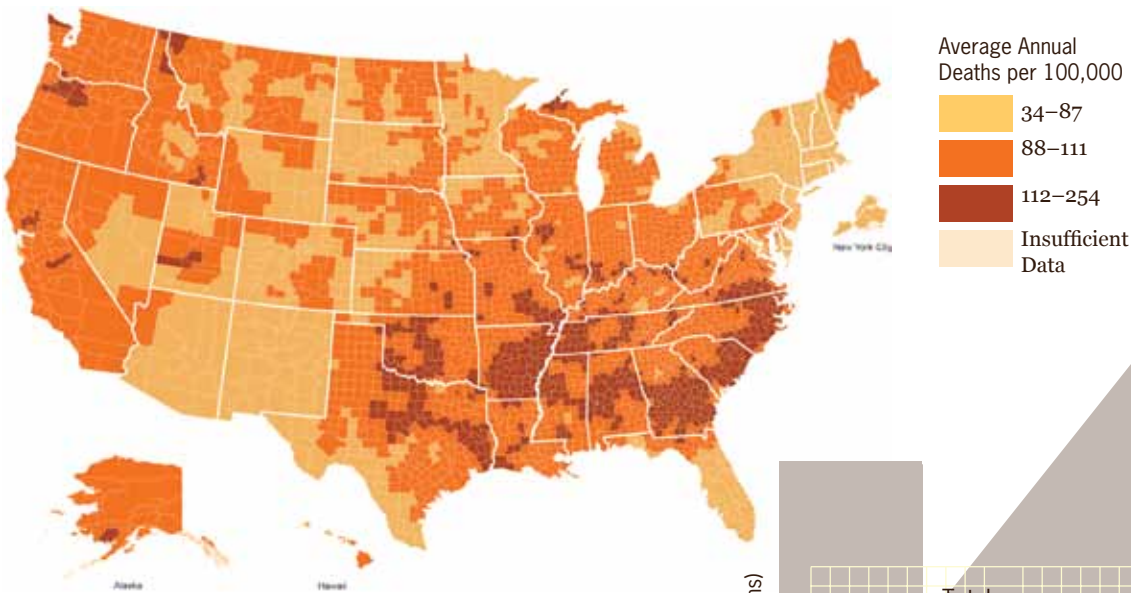 Average Annual
Deaths per 100,000
34–87
88–111
112–254
Insufficient
Data
New York City
Alaska
Hawaii